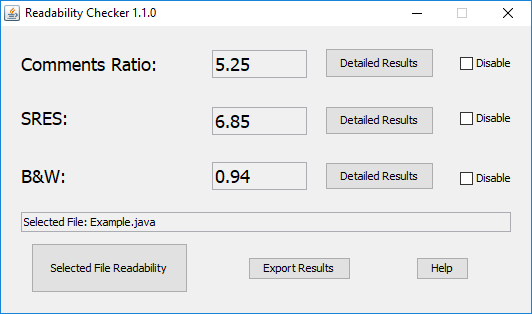 Readability Checker 1.1.0
Comments Ratio: 5.25 Detailed Results Disable
SRES: 6.85 Detailed Results Disable
B&W: 0.94 Detailed Results Disable
Selected File: Example.java
Selected File Readability Export Results Help